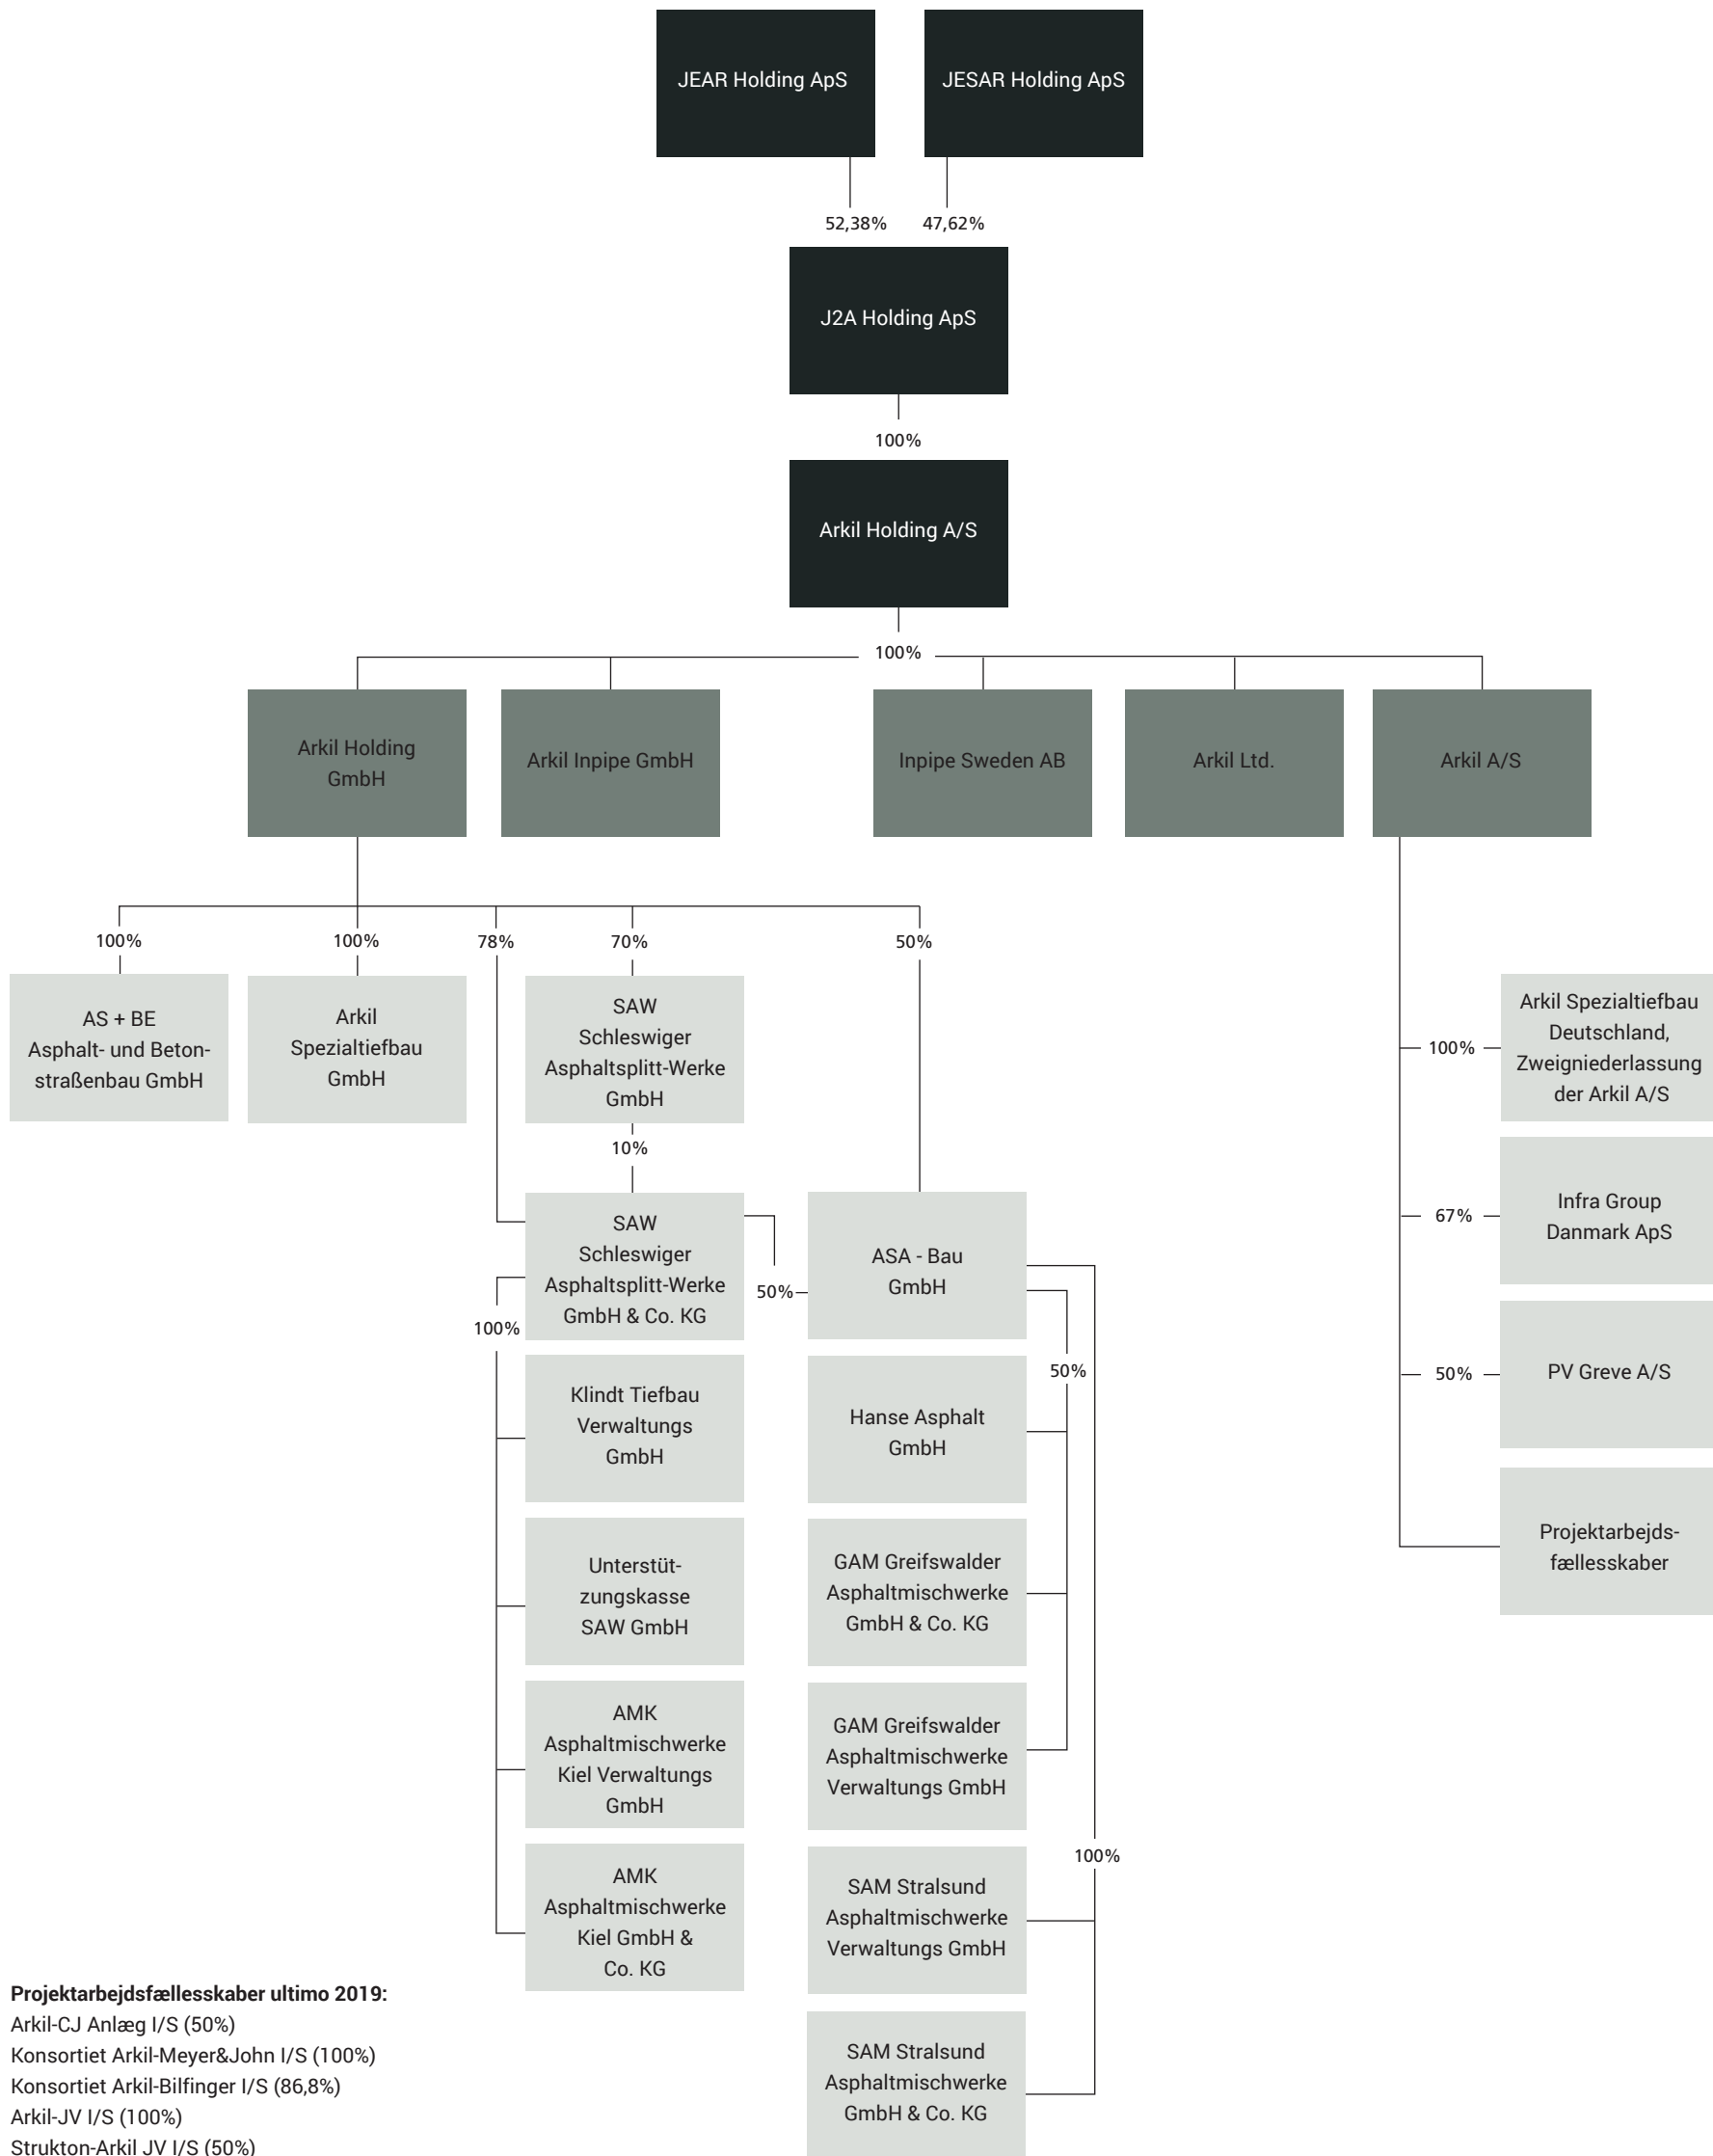 JEAR Holding ApS
JESAR Holding ApS
52,38%
47,62%
J2A Holding ApS
100%
Arkil Holding A/S
100%
Arkil Holding
GmbH
Arkil Inpipe GmbH
Inpipe Sweden AB
Arkil Ltd.
Arkil A/S
100%
100%
78%
70%
50%
AS + BE
Asphalt- und Beton-
straßenbau GmbH
Arkil
Spezialtiefbau
GmbH
SAW
Schleswiger
Asphaltsplitt-Werke
GmbH
10%
SAW
Schleswiger
Asphaltsplitt-Werke
GmbH & Co. KG
50%
100%
Klindt Tiefbau
Verwaltungs
GmbH
Unterstüt-
zungskasse
SAW GmbH
AMK
Asphaltmischwerke
Kiel Verwaltungs
GmbH
AMK
Asphaltmischwerke
Kiel GmbH &
Co. KG
ASA - Bau
GmbH
50%
Hanse Asphalt
GmbH
GAM Greifswalder
Asphaltmischwerke
GmbH & Co. KG
GAM Greifswalder
Asphaltmischwerke
Verwaltungs GmbH
100%
SAM Stralsund
Asphaltmischwerke
Verwaltungs GmbH
SAM Stralsund
Asphaltmischwerke
GmbH & Co. KG
100%
Arkil Spezialtiefbau
Deutschland,
Zweigniederlassung
der Arkil A/S
67%
Infra Group
Danmark ApS
50%
PV Greve A/S
Projektarbejds-
fællesskaber
Projektarbejdsfællesskaber ultimo 2019:
Arkil-CJ Anlæg I/S (50%)
Konsortiet Arkil-Meyer&John I/S (100%)
Konsortiet Arkil-Bilfinger I/S (86,8%)
Arkil-JV I/S (100%)
Strukton-Arkil JV I/S (50%)